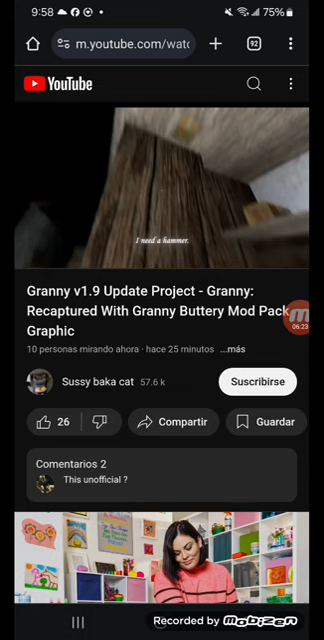 9:58
75%
m.youtube.com/watc
92
YouTube
I need a hammer.
Granny v1.9 Update Project - Granny:
Recaptured With Granny Buttery Mod Pack
Graphic
06:23
10 personas mirando ahora · hace 25 minutos ...más
Sussy baka cat 57.6 k
Suscribirse
26
Compartir
Guardar
Comentarios 2
This unofficial ?
Recorded by mobizen